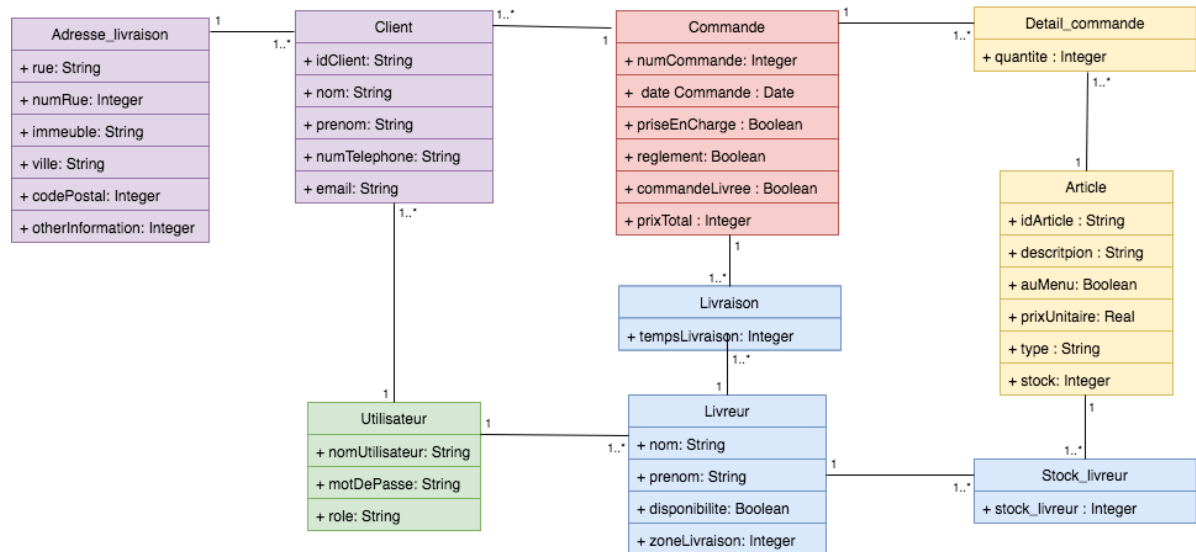 Adresse_livraison
+ rue: String
+ numRue: Integer
+ immeuble: String
+ ville: String
+ codePostal: Integer
+ otherInformation: Integer
1
1..*
Client
+ idClient: String
+ nom: String
+ prenom: String
+ numTelephone: String
+ email: String
1..*
1
Commande
+ numCommande: Integer
+ date Commande : Date
+ priseEnCharge : Boolean
+ reglement: Boolean
+ commandeLivree : Boolean
+ prixTotal : Integer
1
1..*
Detail_commande
+ quantite : Integer
1..*
1
Article
+ idArticle : String
+ descritpion : String
+ auMenu: Boolean
+ prixUnitaire: Real
+ type : String
+ stock: Integer
1..*
1
1
1..*
Livraison
+ tempsLivraison: Integer
1..*
1
Utilisateur
+ nomUtilisateur: String
+ motDePasse: String
+ role: String
1
1..*
Livreur
+ nom: String
+ prenom: String
+ disponibilite: Boolean
+ zoneLivraison: Integer
1
1..*
1
1..*
Stock_livreur
+ stock_livreur : Integer